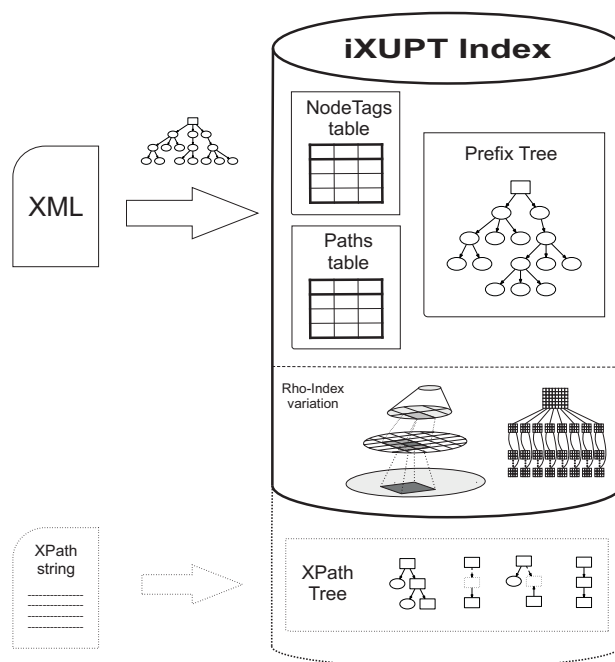 iXUPT Index
NodeTags
table
Prefix Tree
XML
Paths
table
Rho-Index
variation
XPath
string
XPath
Tree